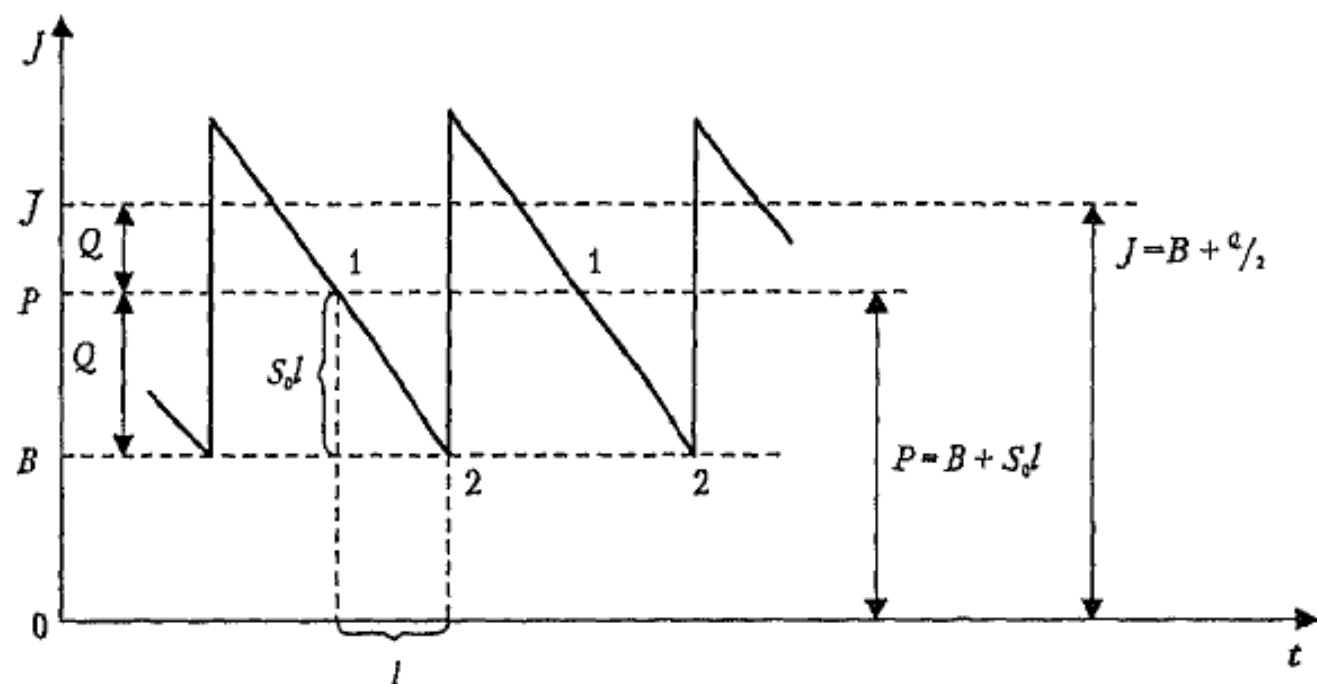 J
J̄
Q
1
1
J = B + Q/2
P
Q
S₀l
B
2
2
P = B + S₀l
0
t
l